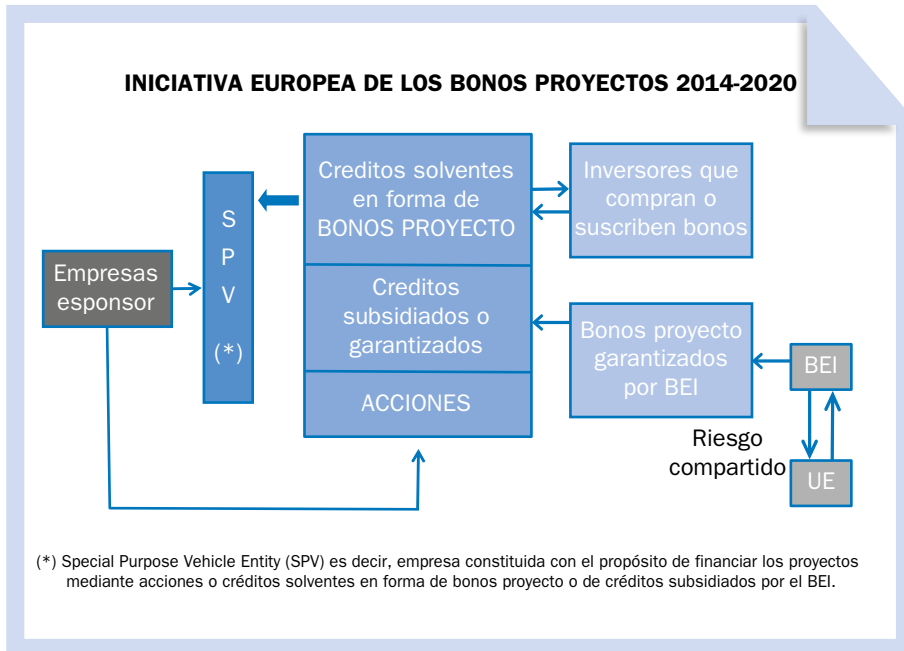 INICIATIVA EUROPEA DE LOS BONOS PROYECTOS 2014-2020
Empresas
esponsor
S
P
V
(*)
Creditos solventes
en forma de
BONOS PROYECTO
Creditos
subsidiados o
garantizados
ACCIONES
Inversores que
compran o
suscriben bonos
Bonos proyecto
garantizados
por BEI
BEI
Riesgo
compartido
UE
(*) Special Purpose Vehicle Entity (SPV) es decir, empresa constituida con el propósito de financiar los proyectos
mediante acciones o créditos solventes en forma de bonos proyecto o de créditos subsidiados por el BEI.